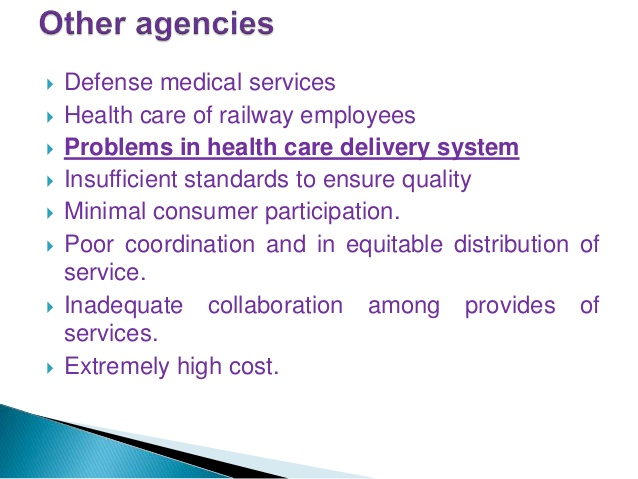 Other agencies
Defense medical services
Health care of railway employees
Problems in health care delivery system
Insufficient standards to ensure quality
Minimal consumer participation.
Poor coordination and in equitable distribution of
service.
Inadequate collaboration among provides of
services.
Extremely high cost.